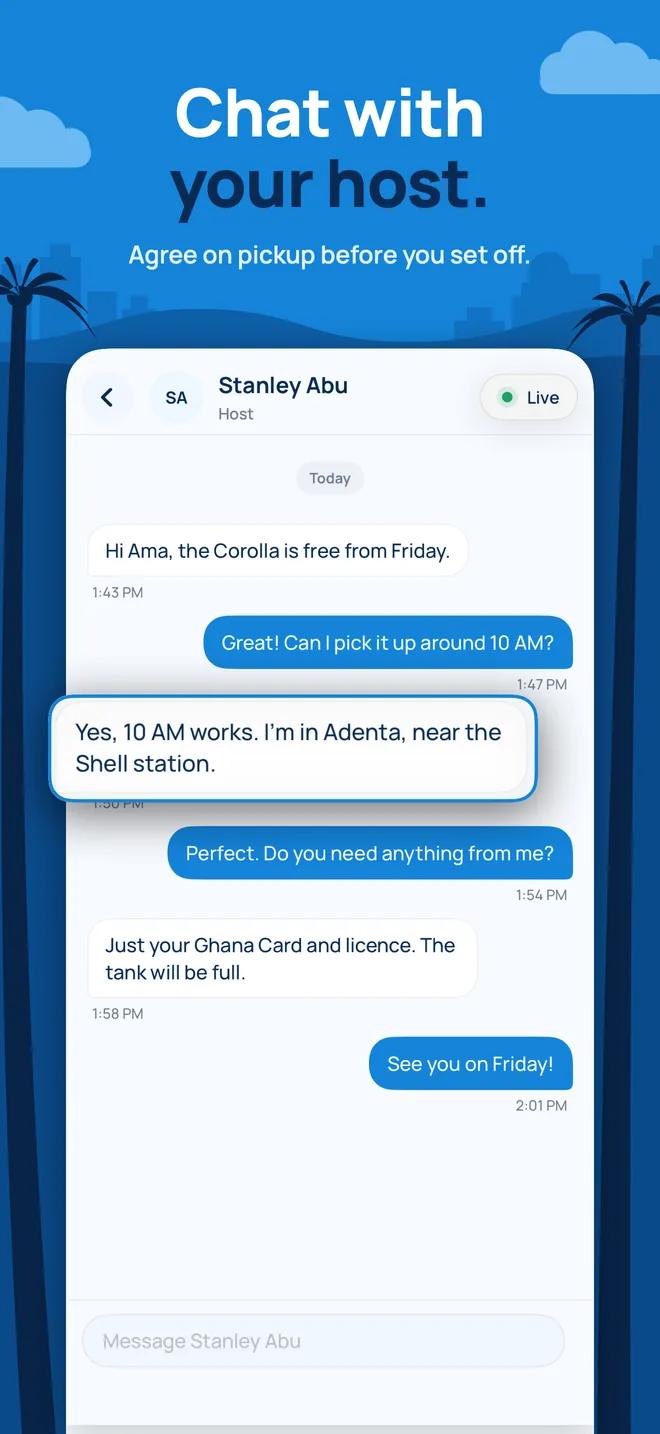 Chat with
your host.
Agree on pickup before you set off.
SA
Stanley Abu
Host
Live
Today
Hi Ama, the Corolla is free from Friday.
1:43 PM
Great! Can I pick it up around 10 AM?
1:47 PM
Yes, 10 AM works. I'm in Adenta, near the
Shell station.
1:50 PM
Perfect. Do you need anything from me?
1:54 PM
Just your Ghana Card and licence. The
tank will be full.
1:58 PM
See you on Friday!
2:01 PM
Message Stanley Abu